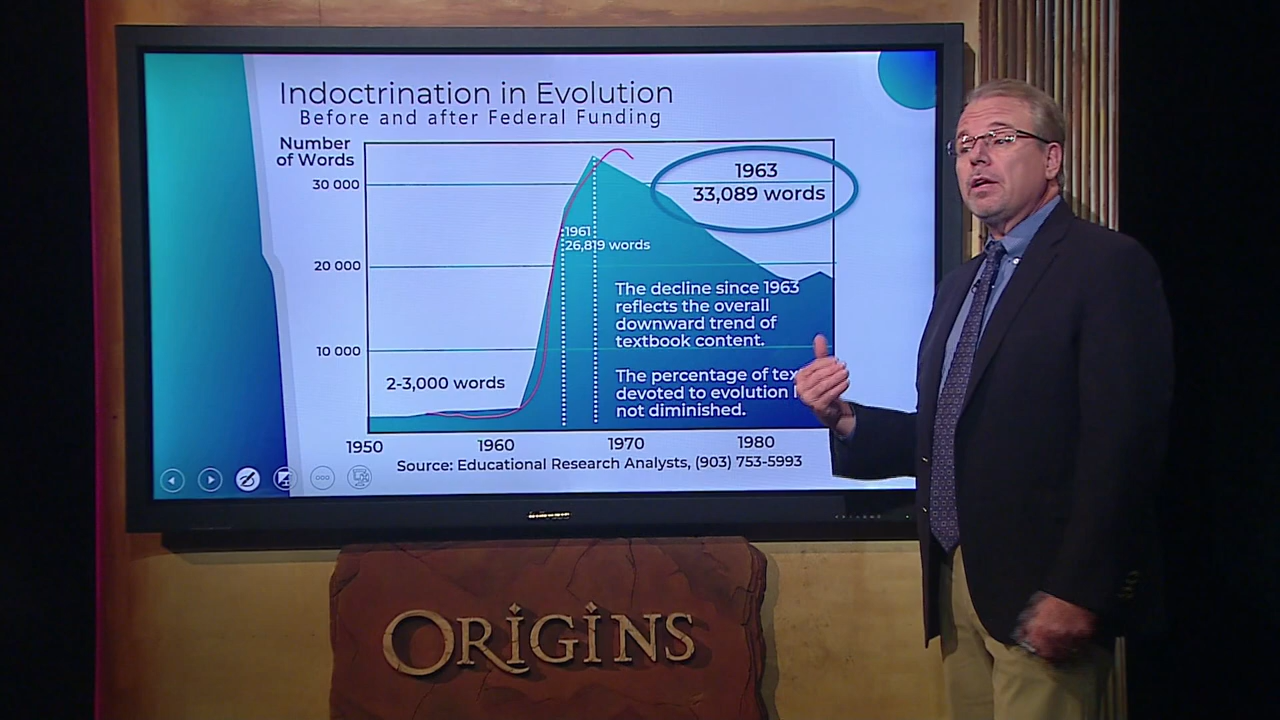 Indoctrination in Evolution
Before and after Federal Funding
Number
of Words
30 000
20 000
10 000
1963
33,089 words
1961
26,819 words
The decline since 1963
reflects the overall
downward trend of
textbook content.
The percentage of
devoted to evolution
not diminished.
2-3,000 words
1950 1960 1970 1980
Source: Educational Research Analysts, (903) 753-5993
ORIGINS